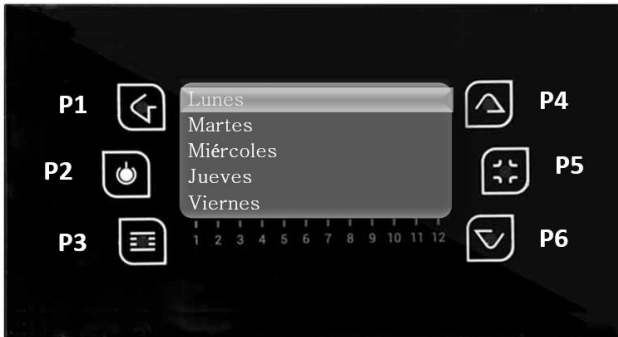 P1
P2
P3
Lunes
Martes
Miércoles
Jueves
Viernes
1 2 3 4 5 6 7 8 9 10 11 12
P4
P5
P6